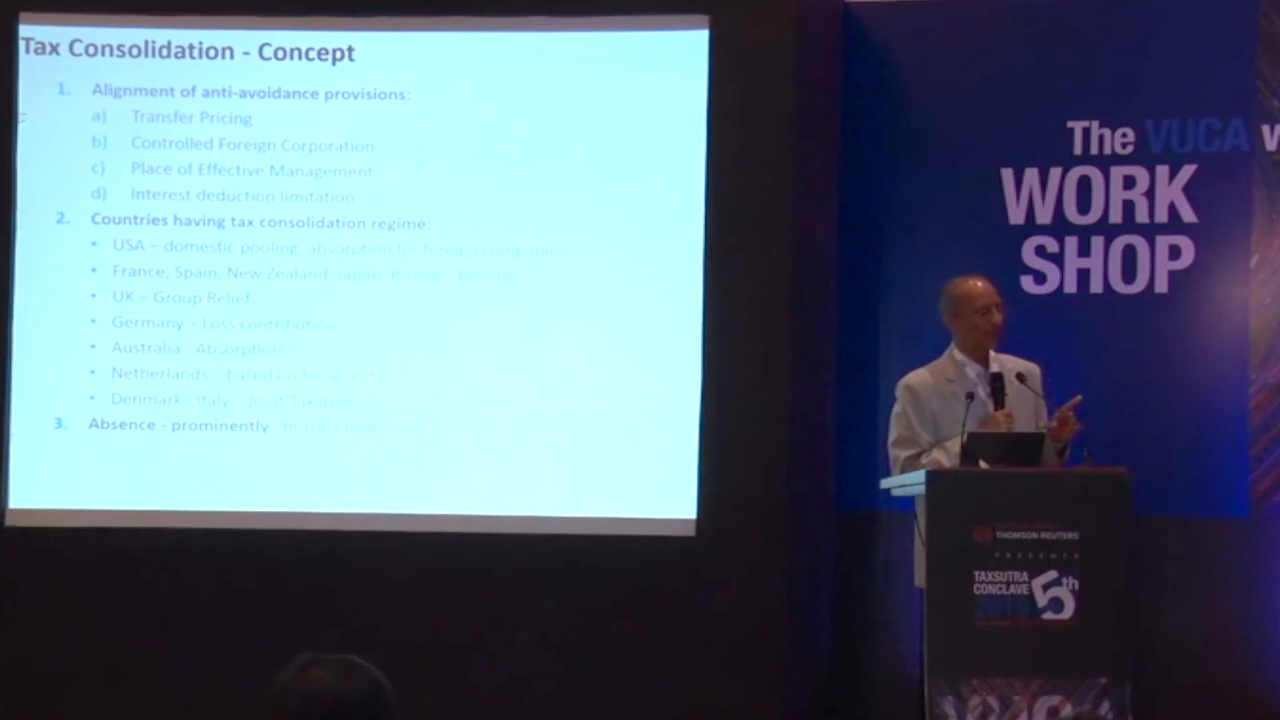 Tax Consolidation - Concept
1. Alignment of anti-avoidance provisions:
a) Transfer Pricing
b) Controlled Foreign Corporation
c) Place of Effective Management
d) Interest deduction limitation
2. Countries having tax consolidation regime:
• USA – domestic pooling, absorption for foreign companies
• France, Spain, New Zealand, Japan, Russia - Pooling
• UK – Group Relief
• Germany – Loss contribution
• Australia - Absorption
• Netherlands – based on
• Denmark, Italy – Joint Taxation
3. Absence - prominently
The VUCA
WORK
SHOP
THOMSON REUTERS
PRESENTS
TAXSUTRA
CONCLAVE
5th